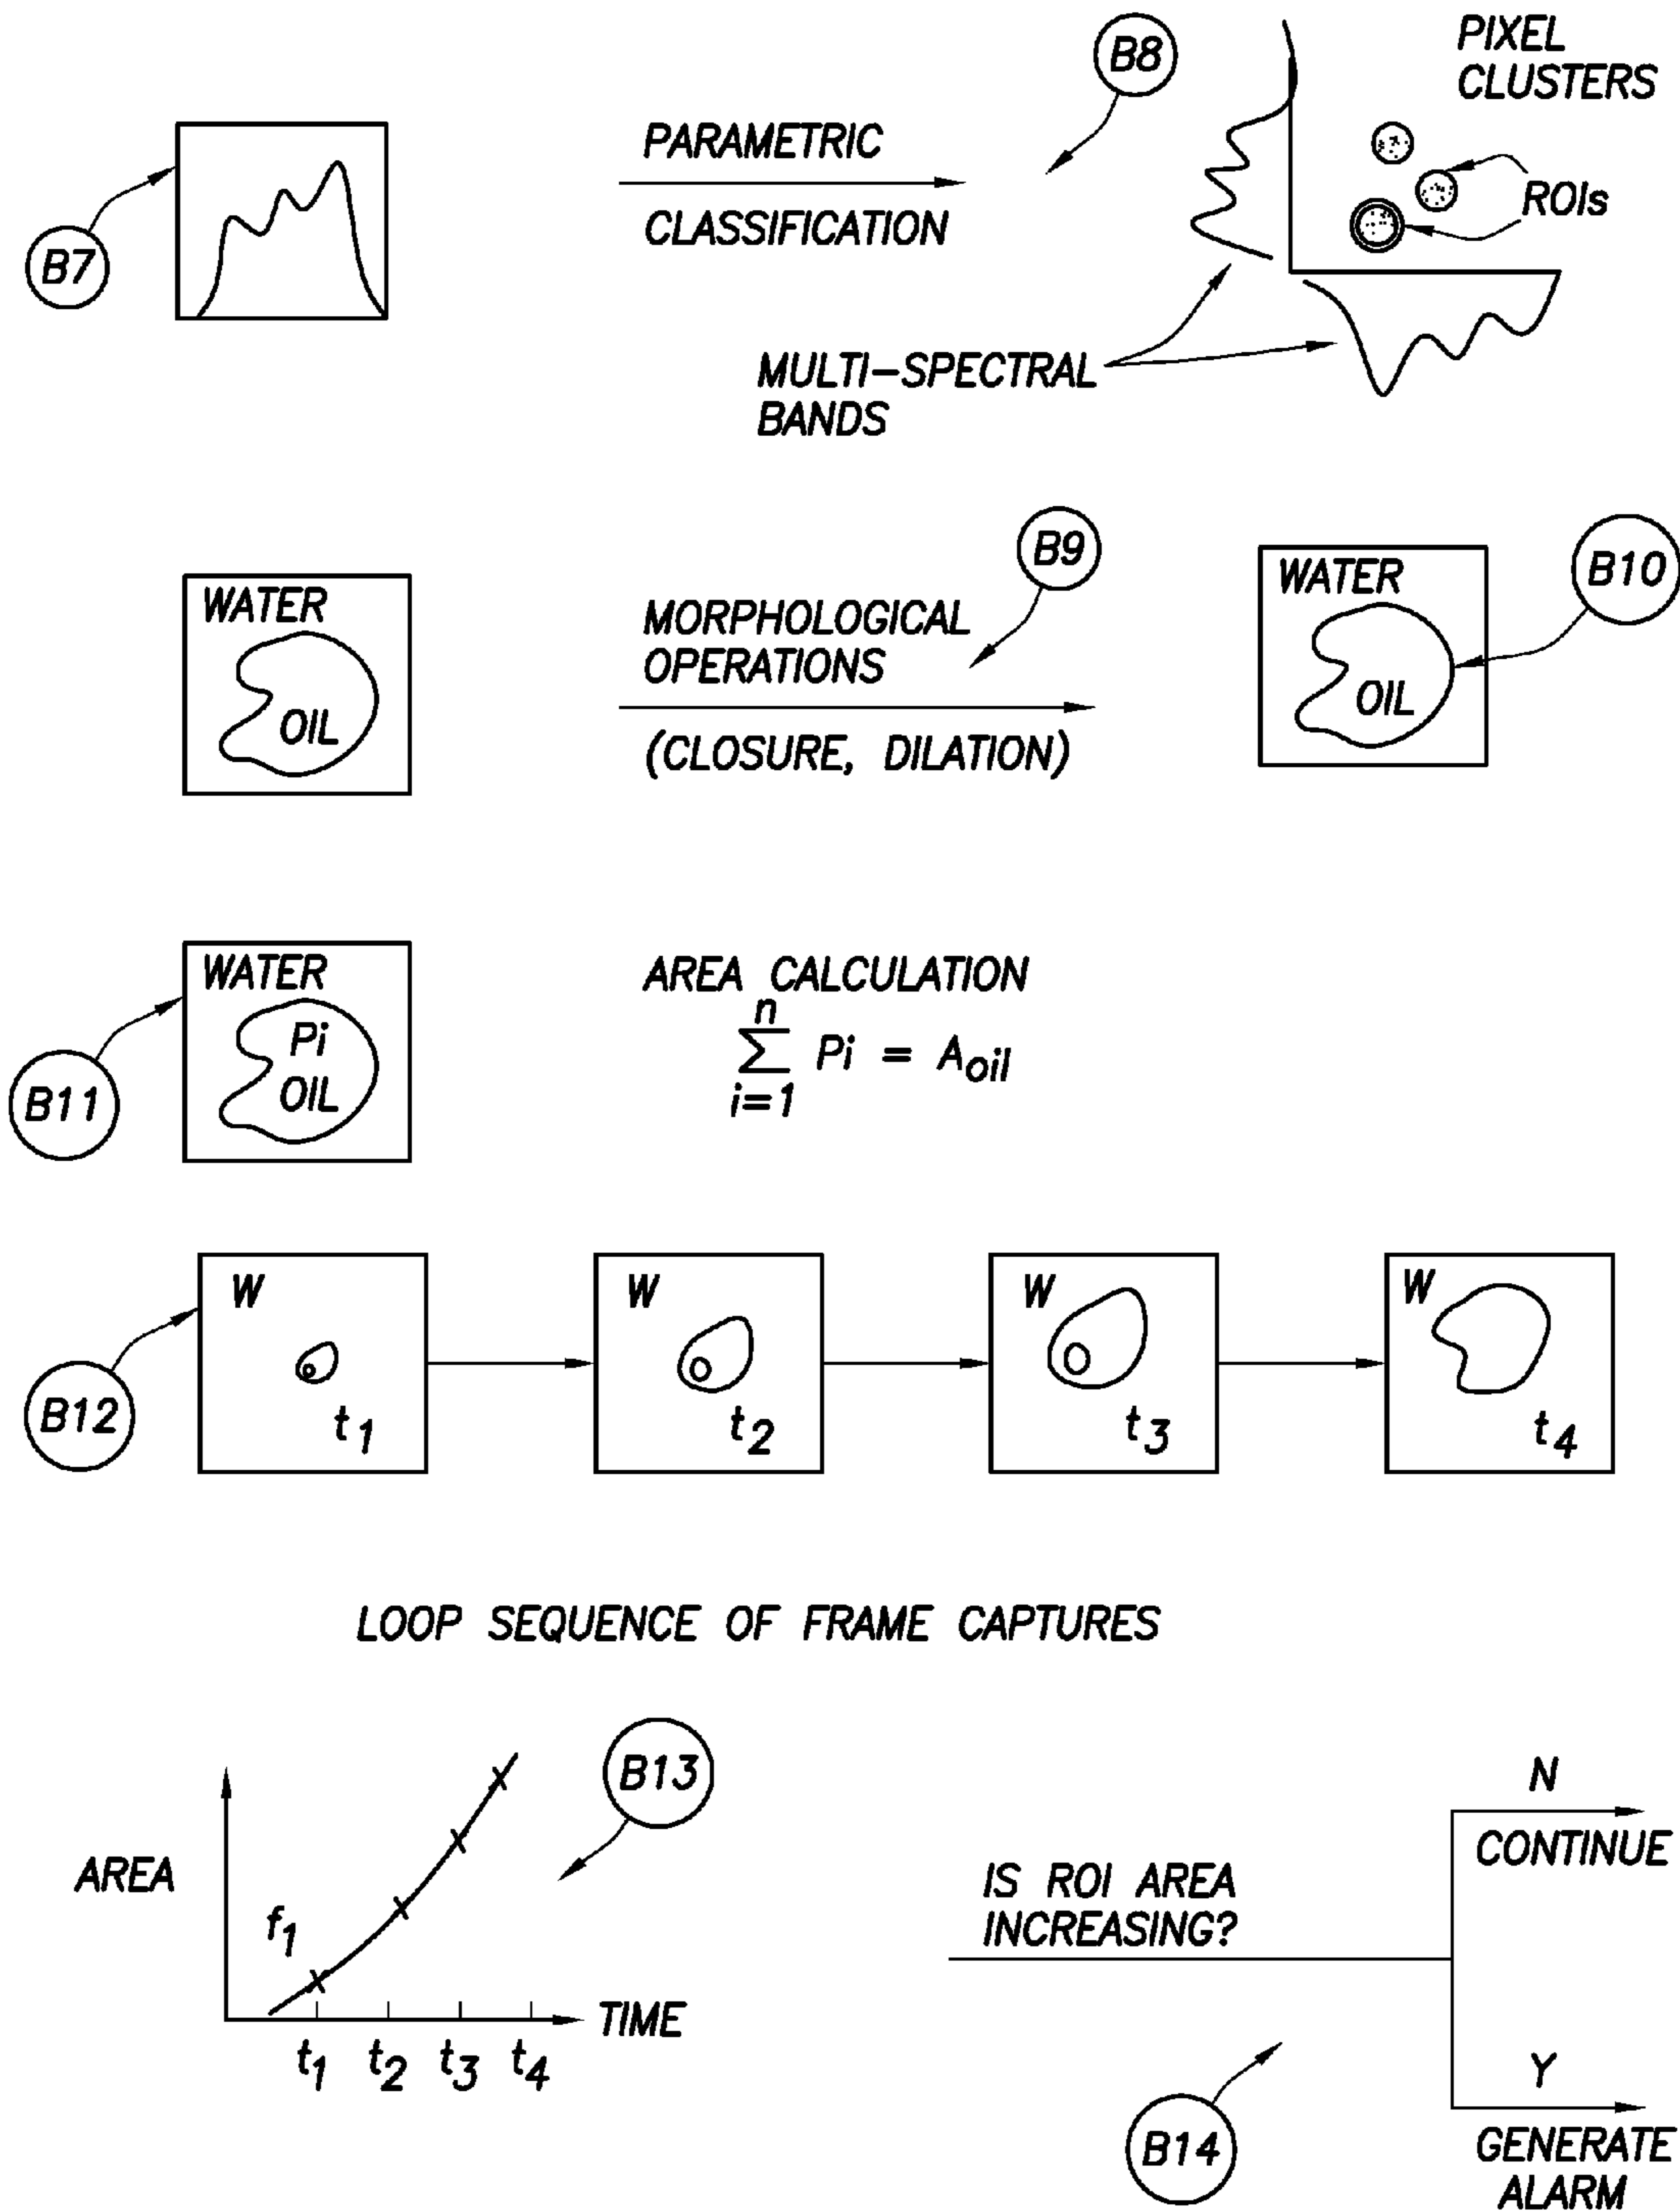 B7
PARAMETRIC
CLASSIFICATION
B8
PIXEL
CLUSTERS
ROIs
MULTI-SPECTRAL
BANDS
WATER
OIL
MORPHOLOGICAL
OPERATIONS
(CLOSURE, DILATION)
B9
WATER
OIL
B10
B11
WATER
Pi
OIL
AREA CALCULATION
n
∑ Pi = Aoil
i=1
B12
W
t1
W
t2
W
t3
W
t4
LOOP SEQUENCE OF FRAME CAPTURES
AREA
f1
B13
TIME
t1 t2 t3 t4
IS ROI AREA
INCREASING?
N
CONTINUE
Y
GENERATE
ALARM
B14